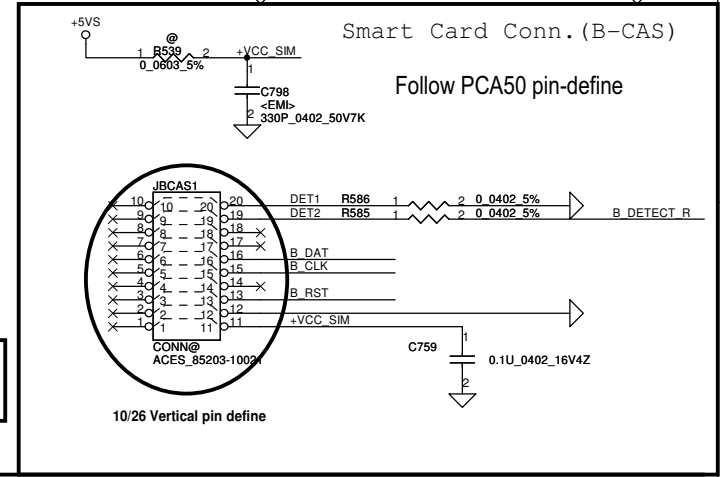 Smart Card Conn.(B-CAS)
+5VS
@
1 R539 2 +VCC_SIM
0_0603_5%
1
C798
<EMI>
2 330P_0402_50V7K
Follow PCA50 pin-define
JBCAS1
10 10 20 20 DET1 R586 1 2 0_0402_5%
9 9 19 19 DET2 R585 1 2 0_0402_5% B_DETECT_R
8 8 18 18
7 7 17 17
6 6 16 16 B_DAT
5 5 15 15 B_CLK
4 4 14 14
3 3 13 13 B_RST
2 2 12 12
1 1 11 11 +VCC_SIM
CONN@
ACES_85203-10021
1
C759 0.1U_0402_16V4Z
2
10/26 Vertical pin define